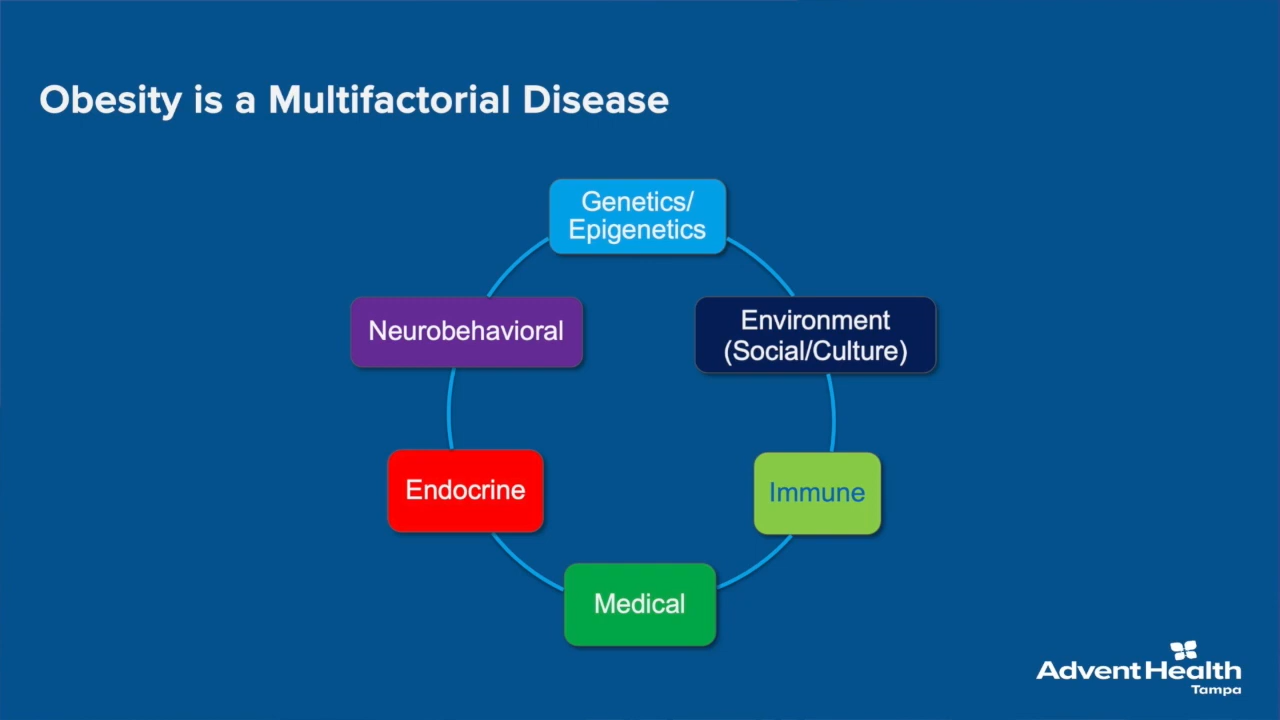 Obesity is a Multifactorial Disease
Genetics/
Epigenetics
Neurobehavioral
Environment
(Social/Culture)
Endocrine
Immune
Medical
AdventHealth
Tampa